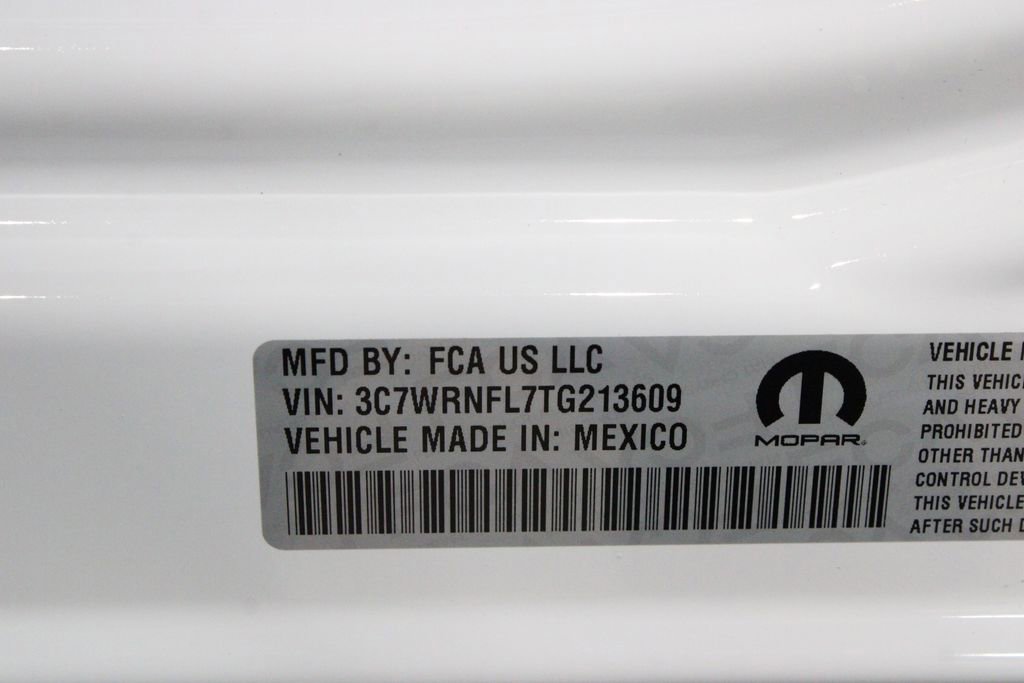 MFD BY: FCA US LLC
VIN: 3C7WRNFL7TG213609
VEHICLE MADE IN: MEXICO
MOPAR
VEHICLE
THIS VEHIC
AND HEAVY
PROHIBITED
OTHER THAN
CONTROL DEV
THIS VEHICLE
AFTER SUCH D